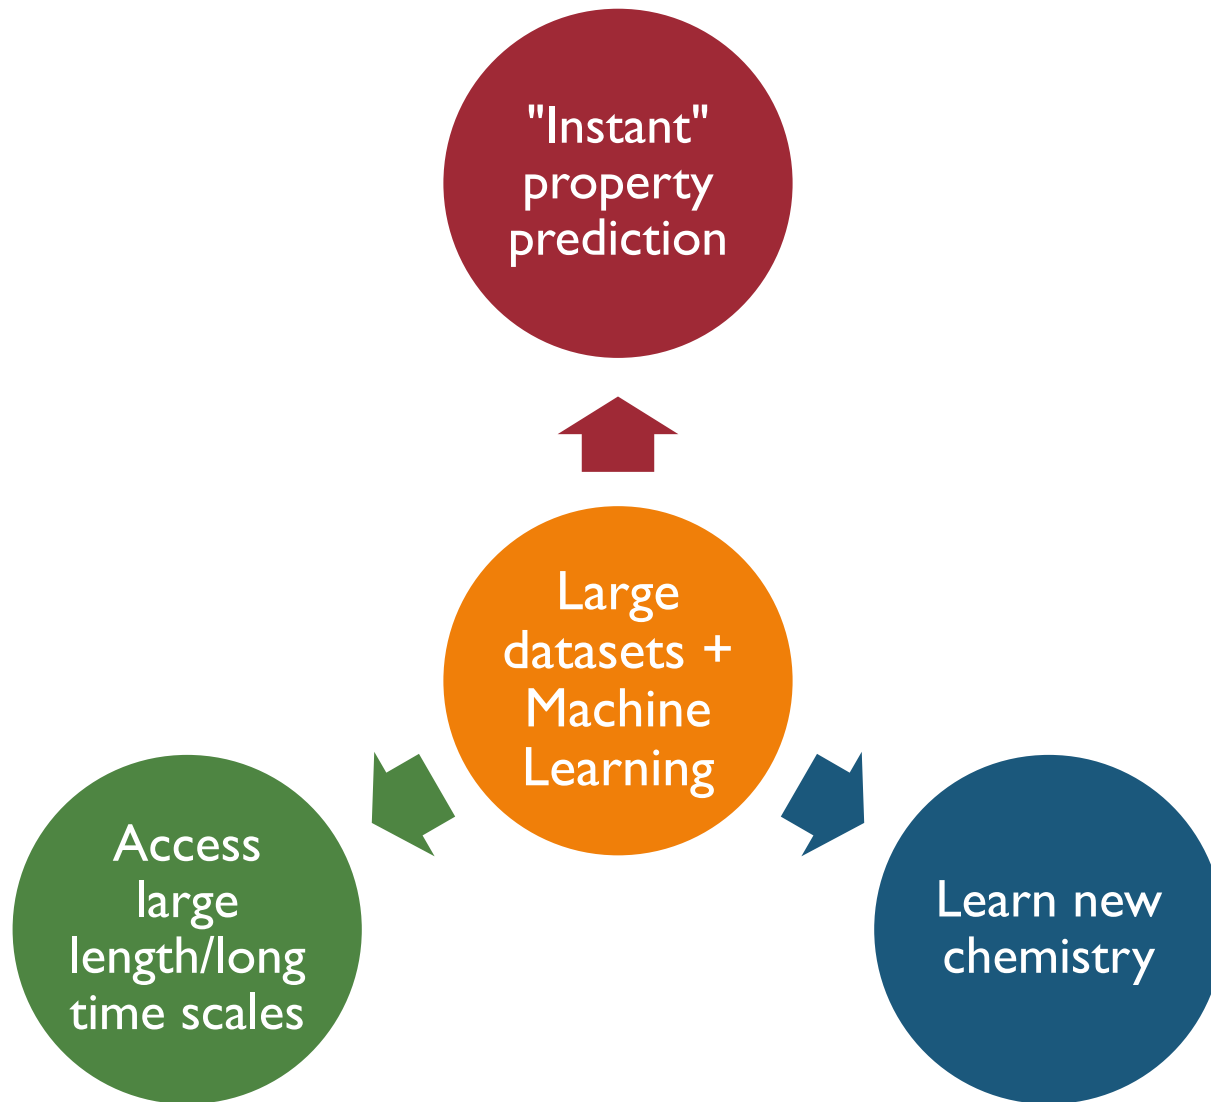 "Instant"
property
prediction
Large
datasets +
Machine
Learning
Access
large
length/long
time scales
Learn new
chemistry